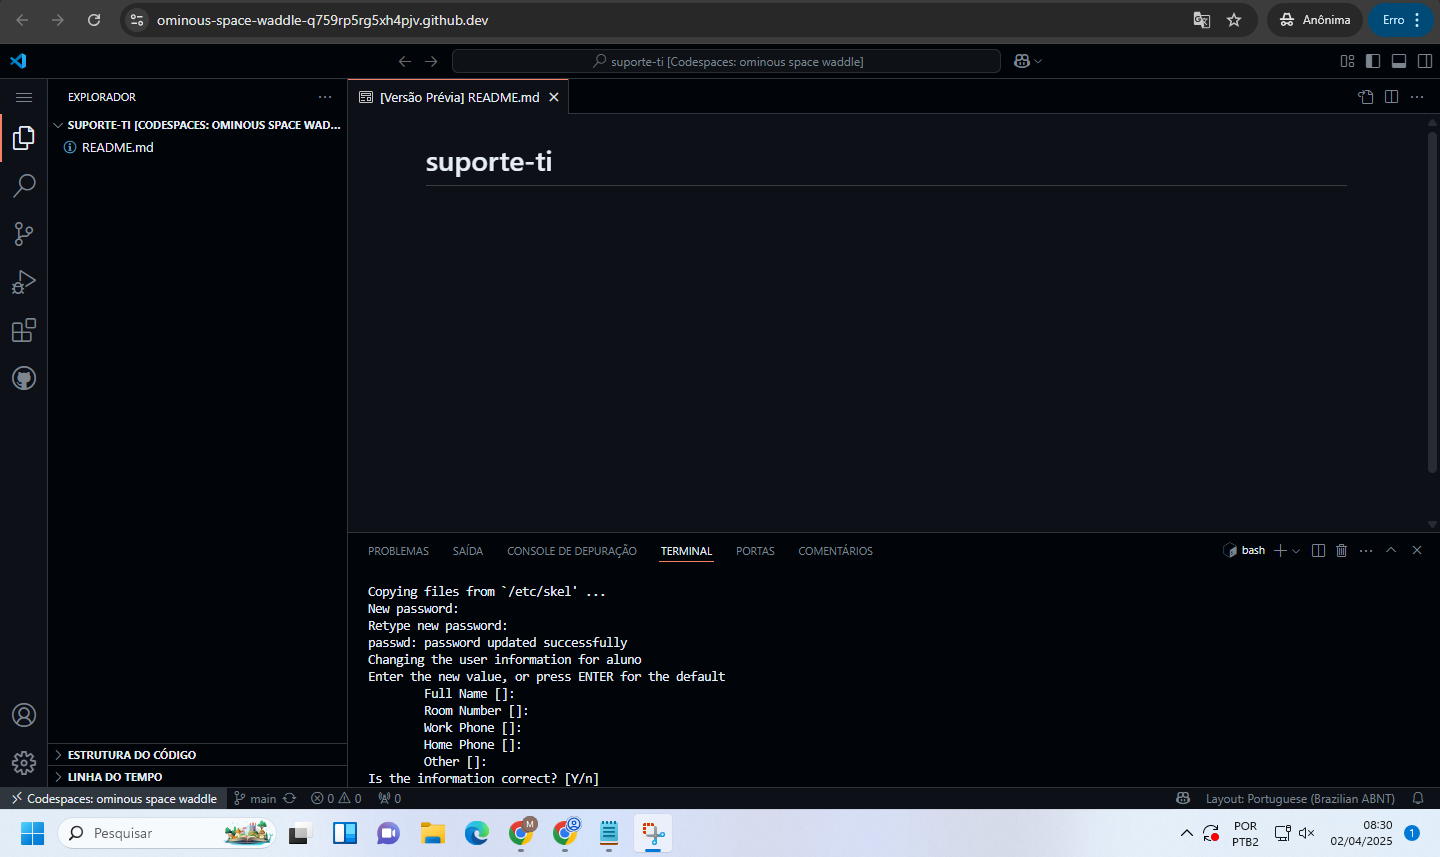 ominous-space-waddle-q759rp5rg5xh4pjv.github.dev
Anônima
Erro
suporte-ti [Codespaces: ominous space waddle]
EXPLORADOR
SUPORTE-TI [CODESPACES: OMINOUS SPACE WAD...
README.md
[Versão Prévia] README.md
suporte-ti
PROBLEMAS
SAÍDA
CONSOLE DE DEPURAÇÃO
TERMINAL
PORTAS
COMENTÁRIOS
bash
Copying files from `/etc/skel' ...
New password:
Retype new password:
passwd: password updated successfully
Changing the user information for aluno
Enter the new value, or press ENTER for the default
Full Name []:
Room Number []:
Work Phone []:
Home Phone []:
Other []:
Is the information correct? [Y/n]
ESTRUTURA DO CÓDIGO
LINHA DO TEMPO
Codespaces: ominous space waddle
main
0
0
0
Layout: Portuguese (Brazilian ABNT)
Pesquisar
M
POR
PTB2
08:30
02/04/2025
1